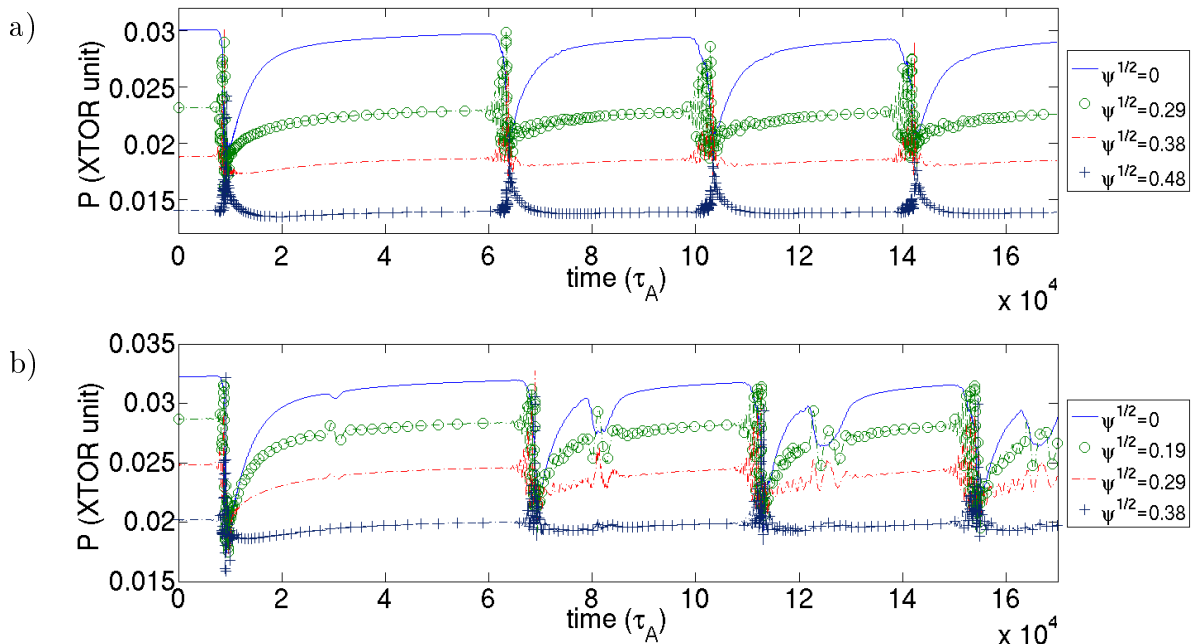 a)
P (XTOR unit)
0.03
0.025
0.02
0.015
0 2 4 6 8 10 12 14 16
time (τ_A)
x 10^4
ψ^1/2=0
ψ^1/2=0.29
ψ^1/2=0.38
ψ^1/2=0.48
b)
P (XTOR unit)
0.035
0.03
0.025
0.02
0.015
0 2 4 6 8 10 12 14 16
time (τ_A)
x 10^4
ψ^1/2=0
ψ^1/2=0.19
ψ^1/2=0.29
ψ^1/2=0.38